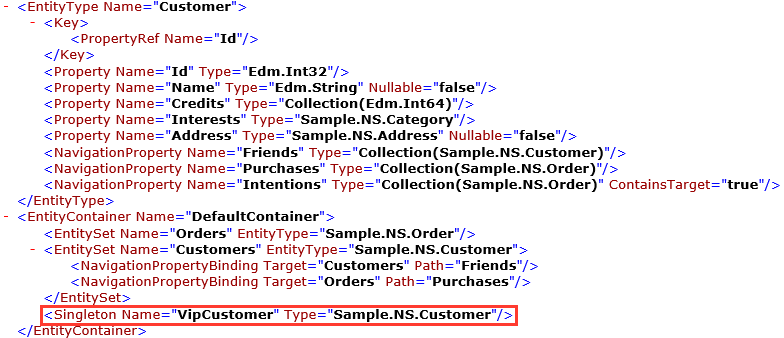 - <EntityType Name="Customer">
- <Key>
<PropertyRef Name="Id"/>
</Key>
<Property Name="Id" Type="Edm.Int32"/>
<Property Name="Name" Type="Edm.String" Nullable="false"/>
<Property Name="Credits" Type="Collection(Edm.Int64)"/>
<Property Name="Interests" Type="Sample.NS.Category"/>
<Property Name="Address" Type="Sample.NS.Address" Nullable="false"/>
<NavigationProperty Name="Friends" Type="Collection(Sample.NS.Customer)"/>
<NavigationProperty Name="Purchases" Type="Collection(Sample.NS.Order)"/>
<NavigationProperty Name="Intentions" Type="Collection(Sample.NS.Order)" ContainsTarget="true"/>
</EntityType>
- <EntityContainer Name="DefaultContainer">
<EntitySet Name="Orders" EntityType="Sample.NS.Order"/>
- <EntitySet Name="Customers" EntityType="Sample.NS.Customer">
<NavigationPropertyBinding Target="Customers" Path="Friends"/>
<NavigationPropertyBinding Target="Orders" Path="Purchases"/>
</EntitySet>
<Singleton Name="VipCustomer" Type="Sample.NS.Customer"/>
</EntityContainer>